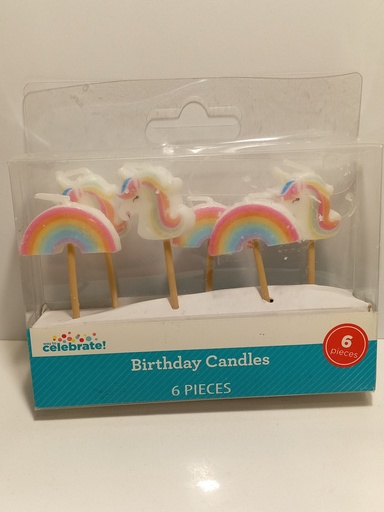 celebrate!
Birthday Candles
6 PIECES
6
pieces